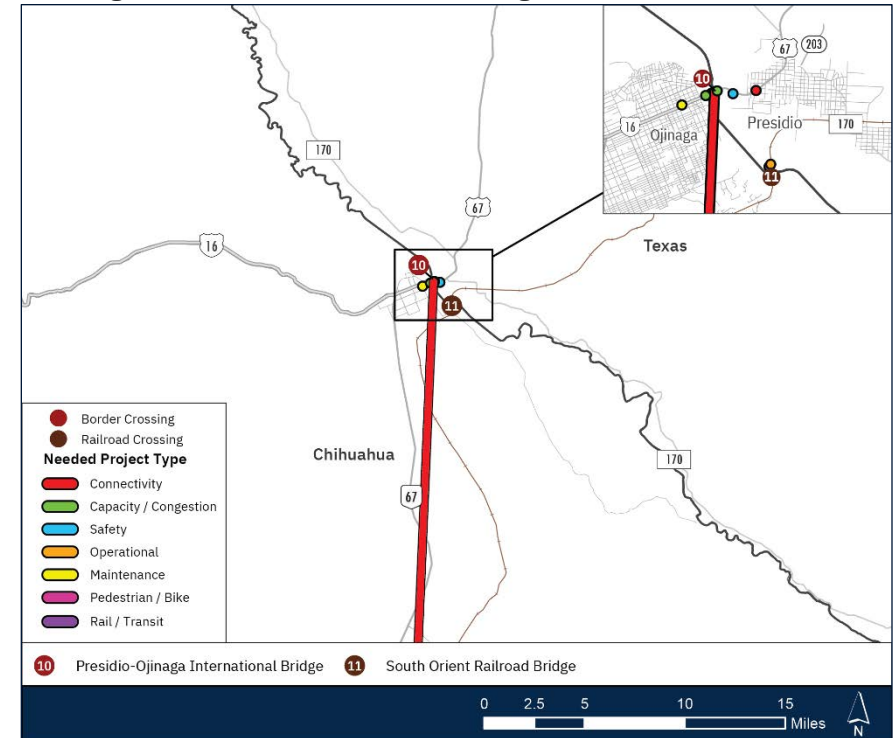 67
203
10
16
Ojinaga
Presidio
170
11
170
67
16
Texas
10
11
Chihuahua
67
170
Border Crossing
Railroad Crossing
Needed Project Type
Connectivity
Capacity / Congestion
Safety
Operational
Maintenance
Pedestrian / Bike
Rail / Transit
10 Presidio-Ojinaga International Bridge 11 South Orient Railroad Bridge
0 2.5 5 10 15
Miles
N